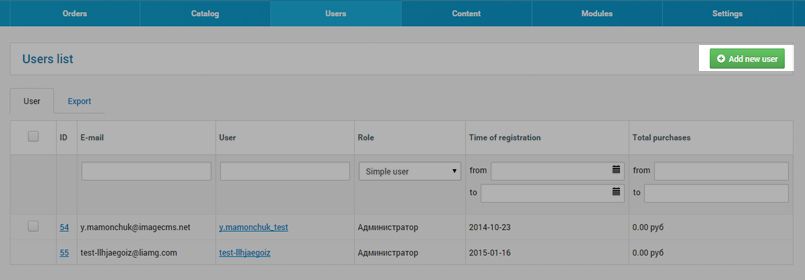 Orders Catalog Users Content Modules Settings
Users list Add new user
User Export
ID E-mail User Role Time of registration Total purchases
Simple user from from
to to
54 y.mamonchuk@imagecms.net y.mamonchuk_test Администратор 2014-10-23 0.00 руб
55 test-llhjaegoiz@liamg.com test-llhjaegoiz Администратор 2015-01-16 0.00 руб